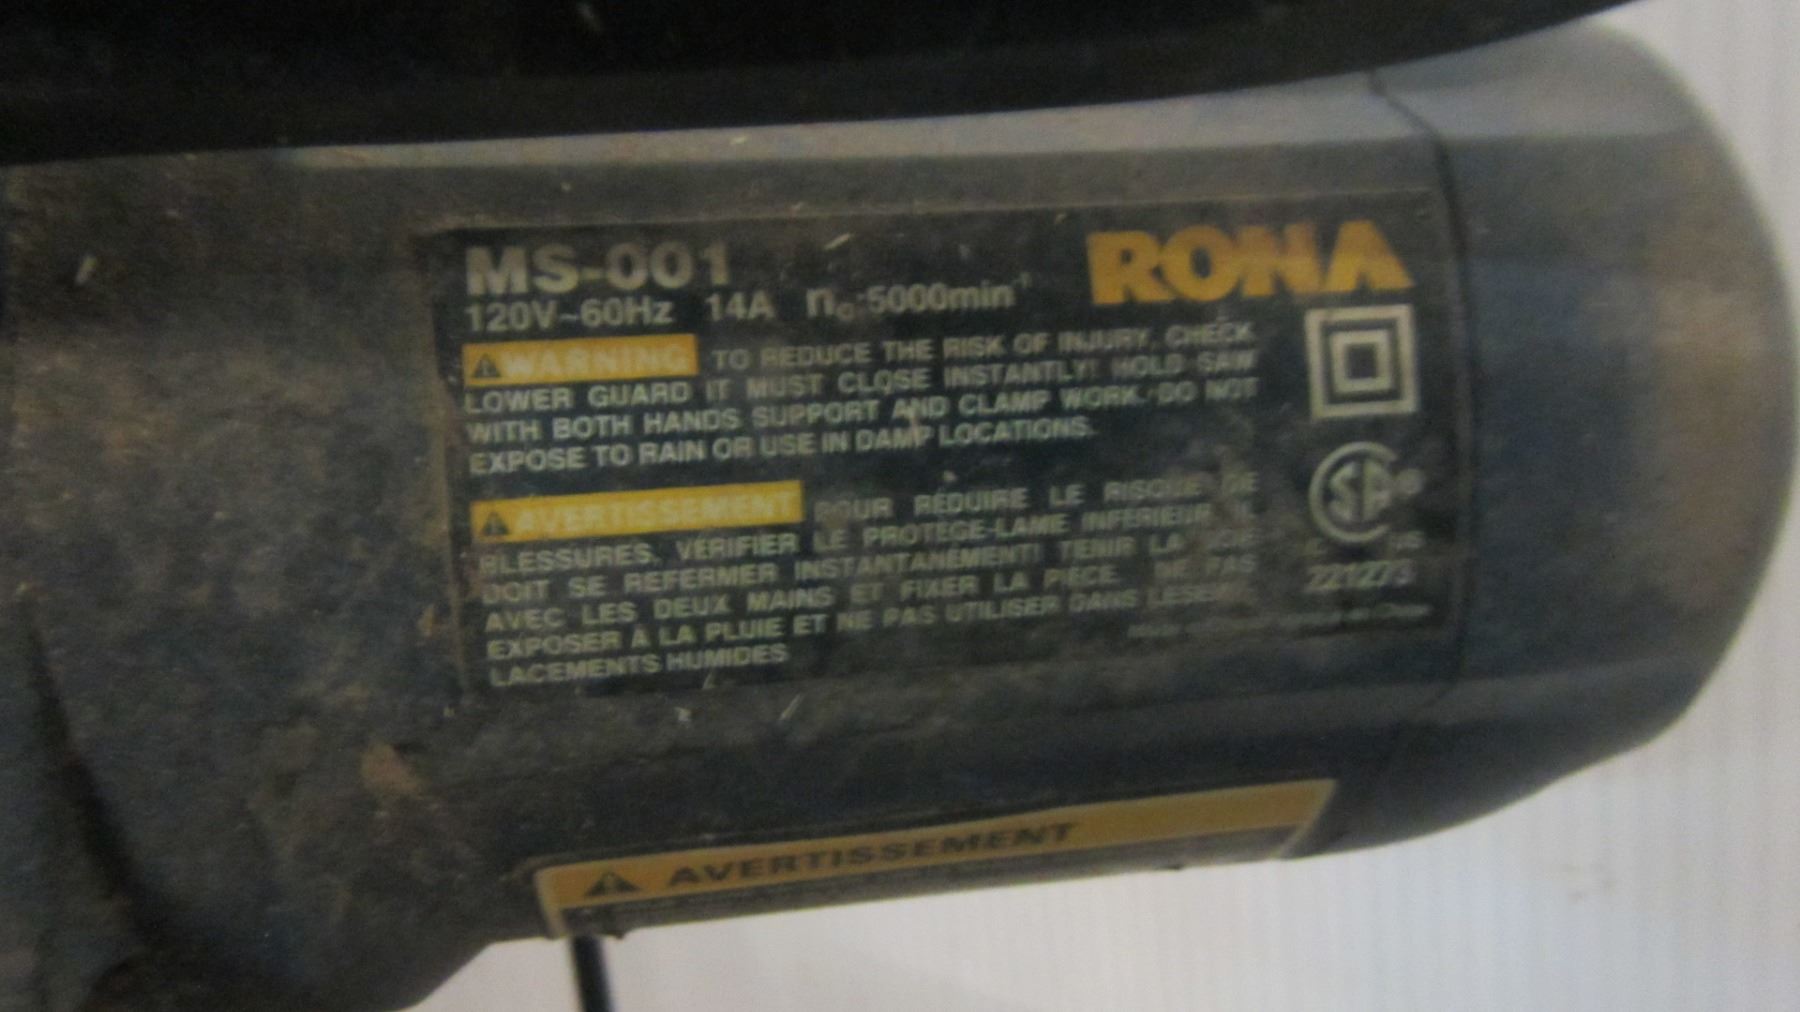 MS-001
RONA
120V~60Hz 14A n₀:5000min⁻¹
WARNING TO REDUCE THE RISK OF INJURY, CHECK
LOWER GUARD IT MUST CLOSE INSTANTLY! HOLD SAW
WITH BOTH HANDS SUPPORT AND CLAMP WORK. DO NOT
EXPOSE TO RAIN OR USE IN DAMP LOCATIONS.
AVERTISSEMENT POUR RÉDUIRE LE RISQUE DE
BLESSURES. VÉRIFIER LE PROTÈGE-LAME INFÉRIEUR IL
DOIT SE REFERMER INSTANTANÉMENT! TENIR LA SCIE
AVEC LES DEUX MAINS ET FIXER LA PIÈCE. NE PAS
EXPOSER À LA PLUIE ET NE PAS UTILISER DANS LES
LACEMENTS HUMIDES
C US
221273
AVERTISSEMENT